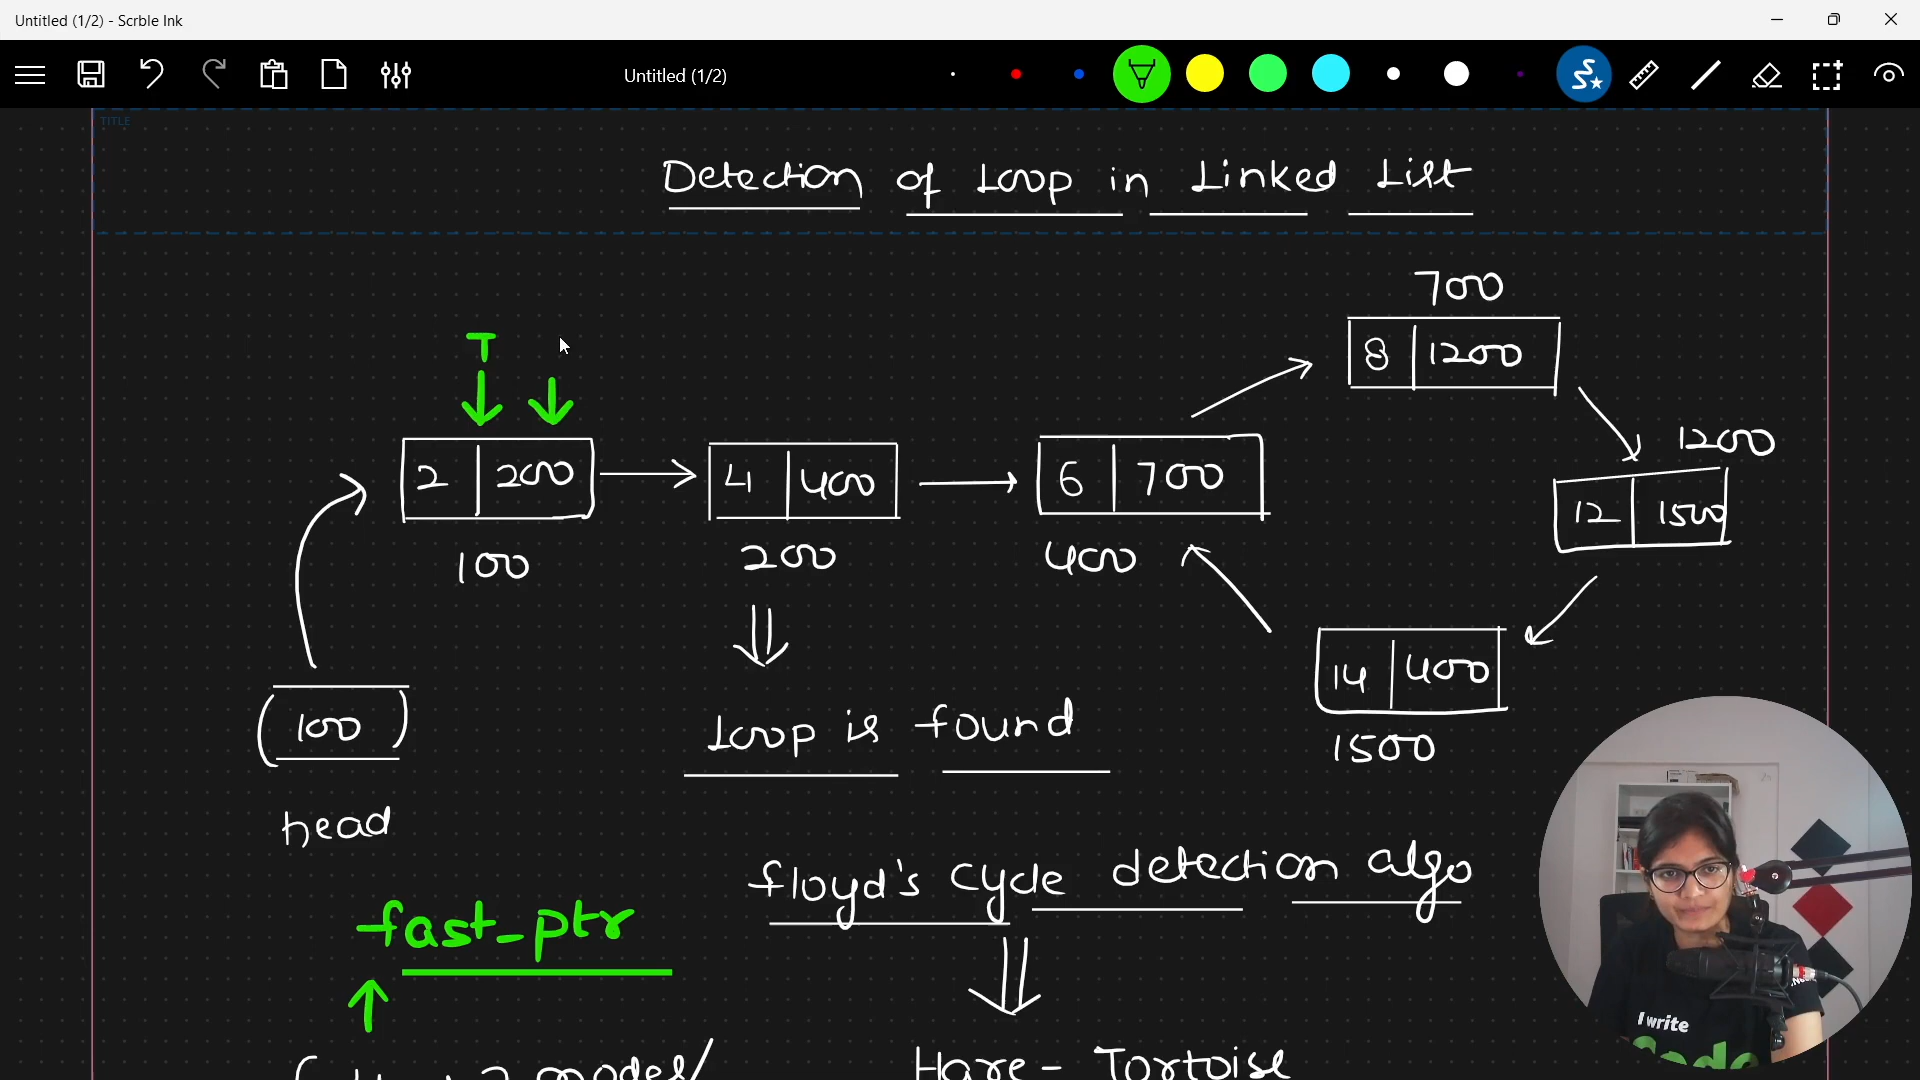 Untitled (1/2) - Scrble Ink
Untitled (1/2)
TITLE
Detection of Loop in Linked List
700
8 1200
T
1200
2 200
4 400
6 700
12 1500
100
200
400
14 400
1500
100
Loop is found
head
floyd's cycle detection algo
fast_ptr
I write
Code
Hare - Tortoise